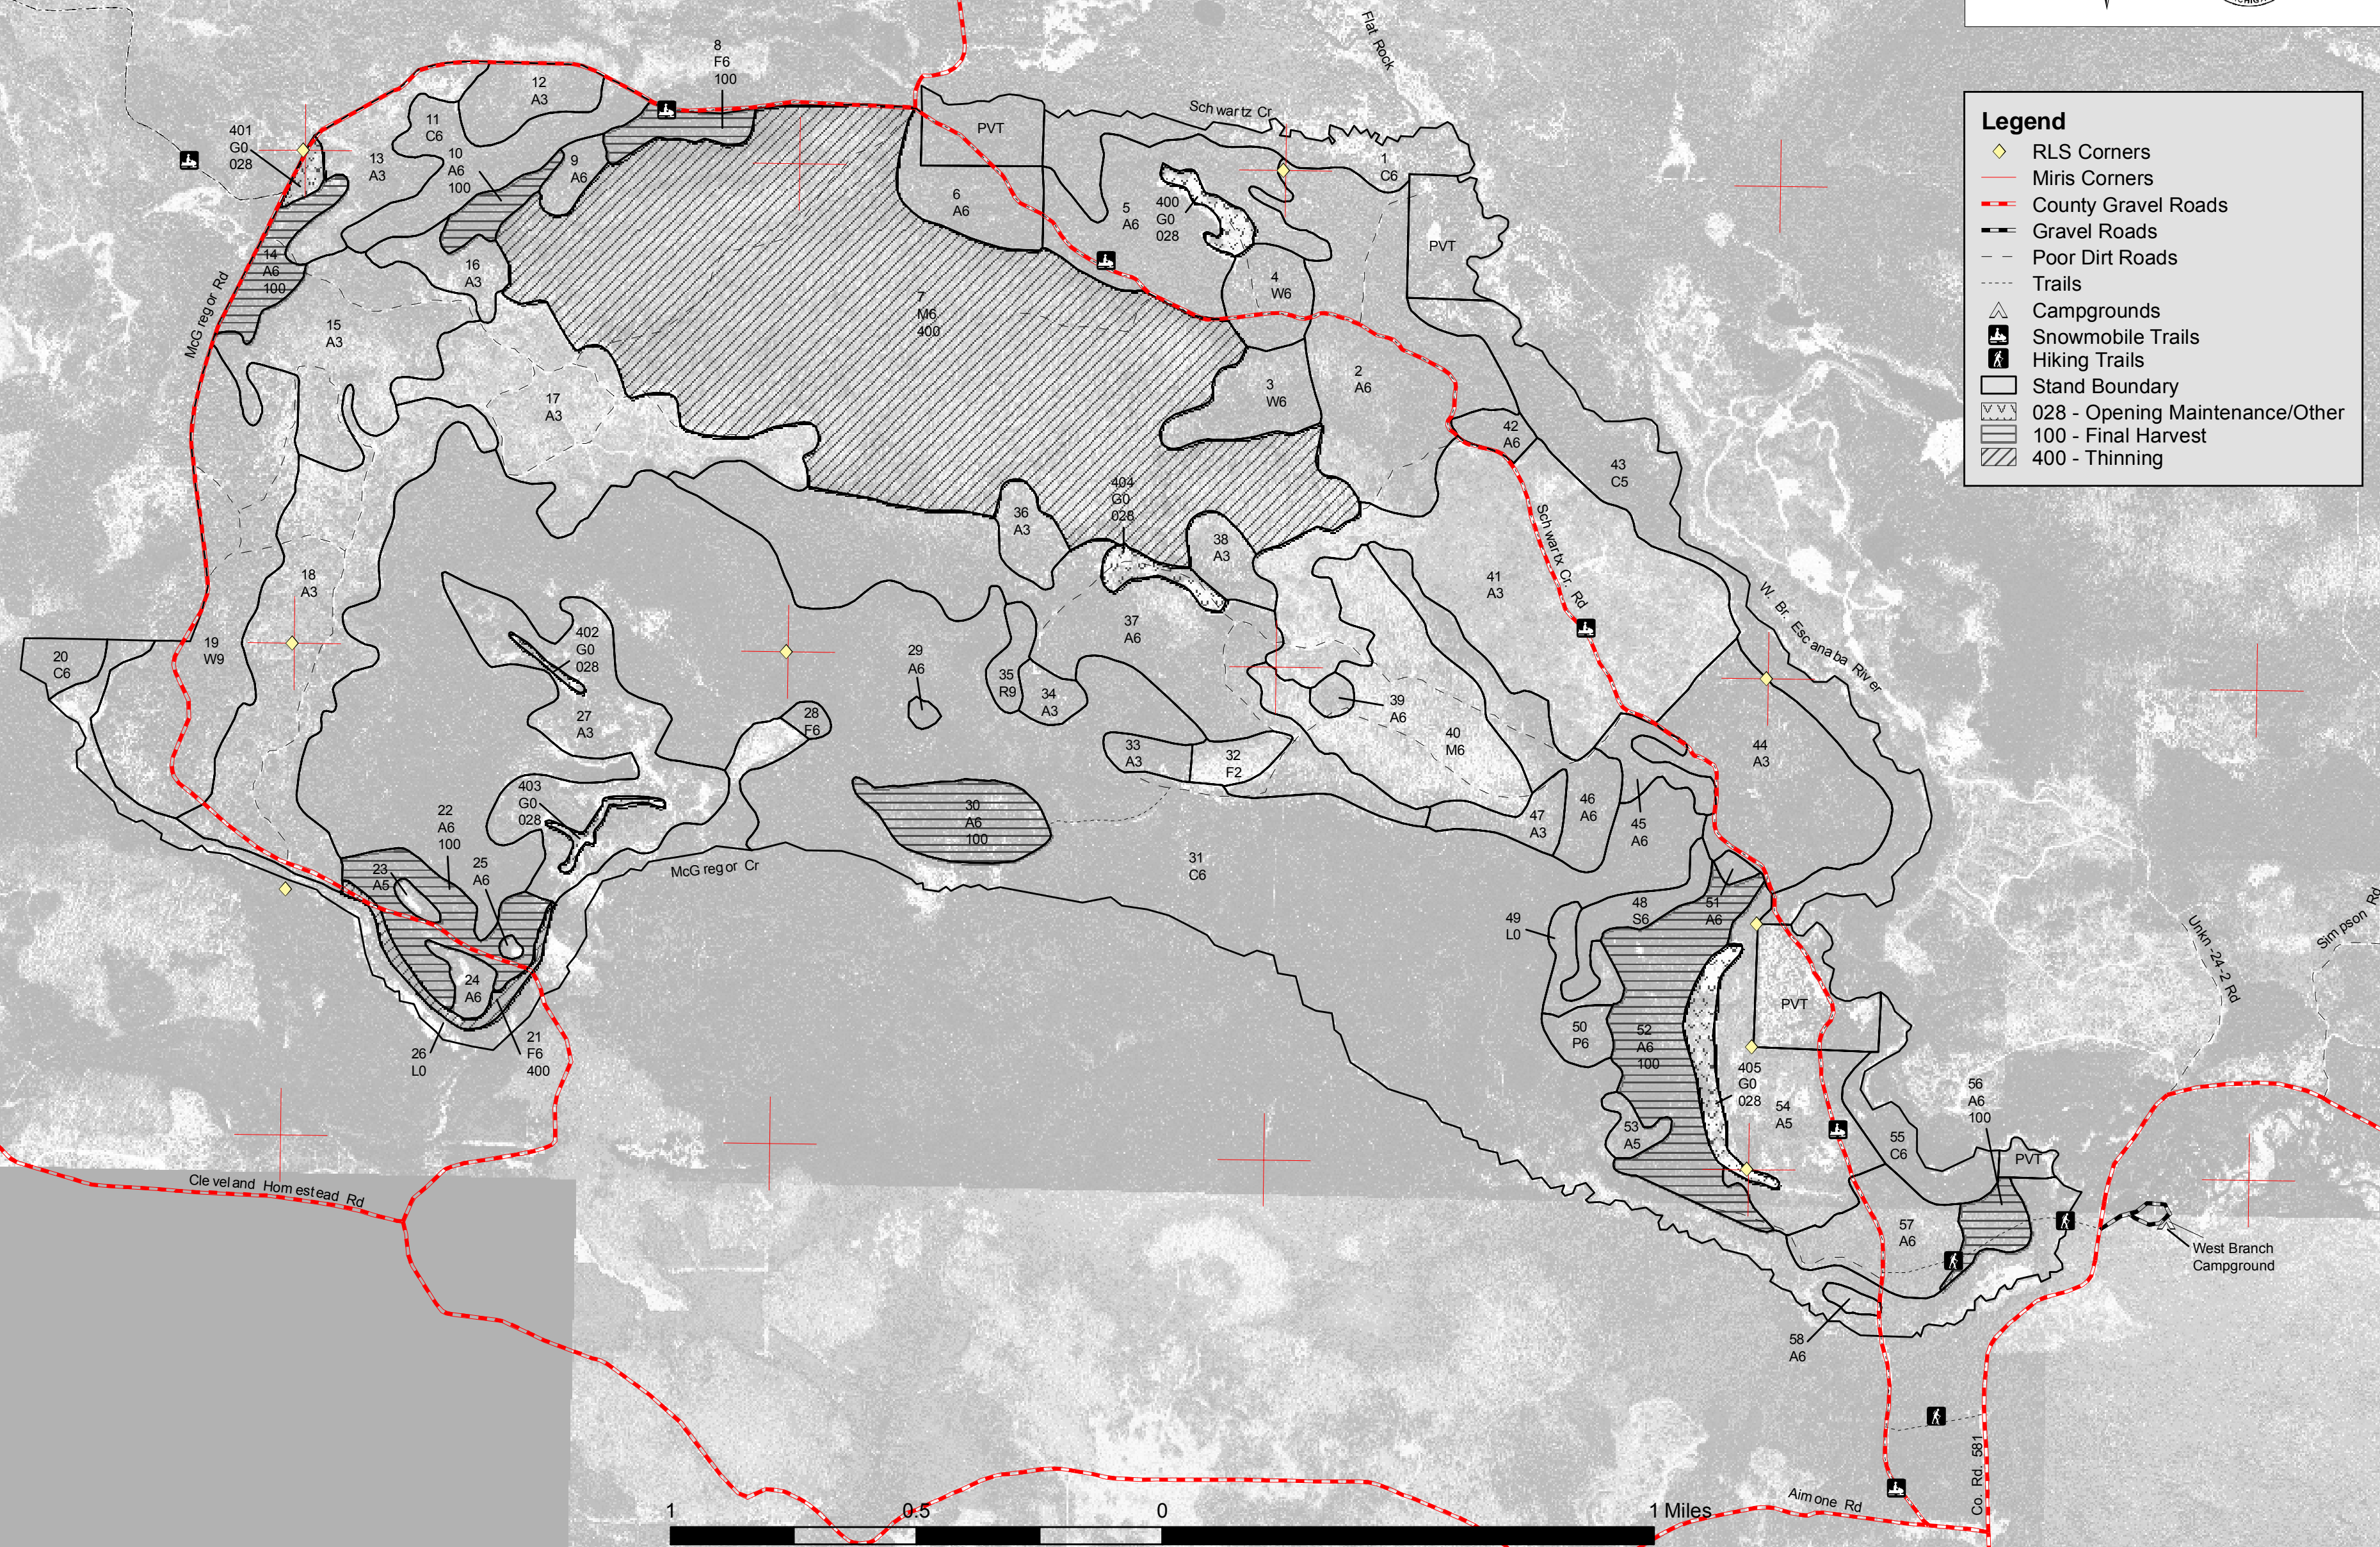 Legend
RLS Corners
Miris Corners
County Gravel Roads
Gravel Roads
Poor Dirt Roads
Trails
Campgrounds
Snowmobile Trails
Hiking Trails
Stand Boundary
028 - Opening Maintenance/Other
100 - Final Harvest
400 - Thinning
8
F6
100
12
A3
Flat Rock
Schwartz Cr
401
G0
028
11
C6
13
A3
10
A6
100
9
A6
PVT
1
C6
6
A6
5
A6
400
G0
028
PVT
14
A6
100
16
A3
4
W6
McGregor Rd
15
A3
7
M6
400
17
A3
3
W6
2
A6
42
A6
43
C5
404
G0
028
36
A3
38
A3
Schwartz Cr. Rd
18
A3
41
A3
W. Br. Escanaba River
19
W9
20
C6
402
G0
028
37
A6
29
A6
35
R9
34
A3
39
A6
27
A3
28
F6
40
M6
33
A3
32
F2
44
A3
403
G0
028
22
A6
100
30
A6
100
47
A3
46
A6
45
A6
23
A5
25
A6
McGregor Cr
31
C6
49
L0
48
S6
51
A6
Unkn-24-2 Rd
Simpson Rd
24
A6
PVT
26
L0
21
F6
400
50
P6
52
A6
100
405
G0
028
54
A5
56
A6
100
53
A5
55
C6
PVT
Cleveland Homestead Rd
57
A6
West Branch
Campground
58
A6
Co. Rd. 581
Aimone Rd
1 0.5 0 1 Miles